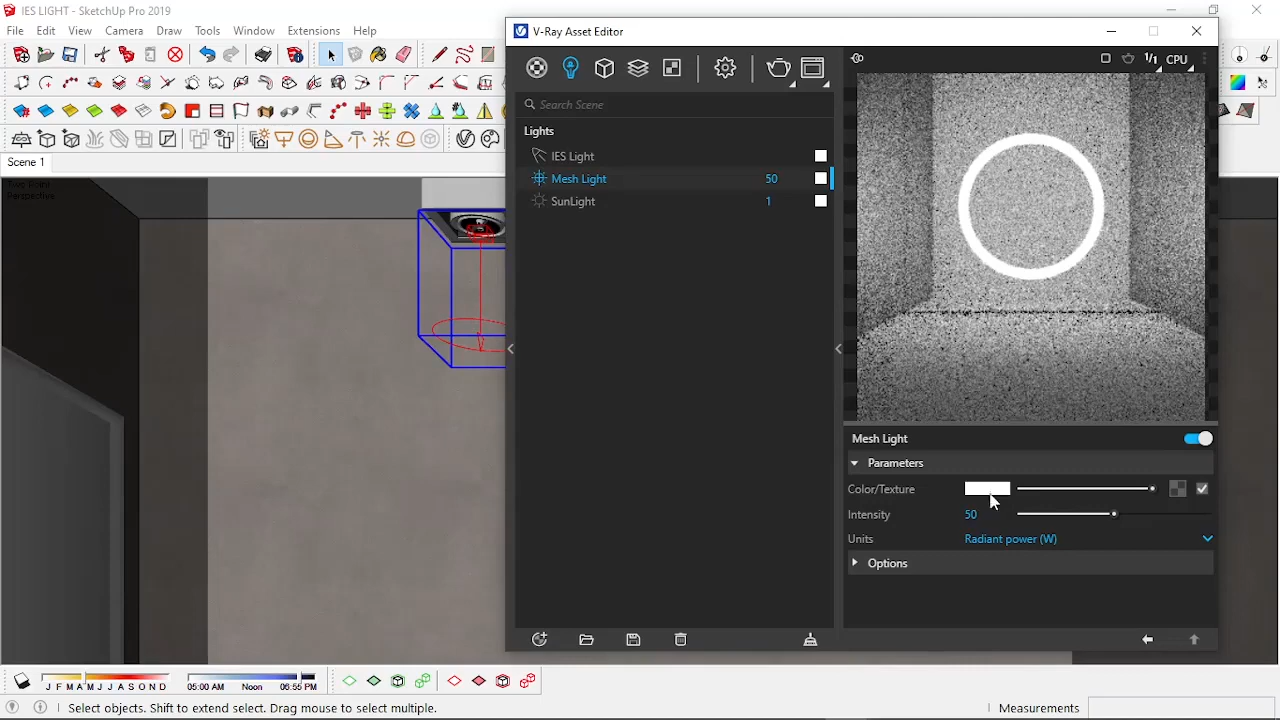 IES LIGHT - SketchUp Pro 2019
File Edit View Camera Draw Tools Window Extensions Help
Scene 1
Perspective
V-Ray Asset Editor
1/1 CPU
Search Scene
Lights
IES Light
Mesh Light 50
SunLight 1
Mesh Light
Parameters
Color/Texture
Intensity 50
Units Radiant power (W)
Options
J F M A M J J A S O N D 05:00 AM Noon 06:55 PM
Select objects. Shift to extend select. Drag mouse to select multiple.
Measurements